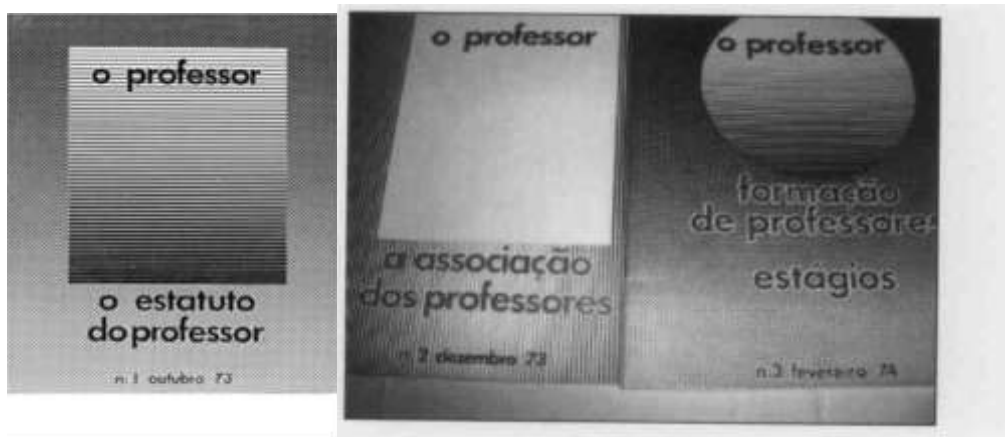 o professor
o estatuto
do professor
n. 1 outubro 73
o professor
a associação
dos professores
n. 2 dezembro 73
o professor
formação
de professores
estágios
n. 3 fevereiro 74